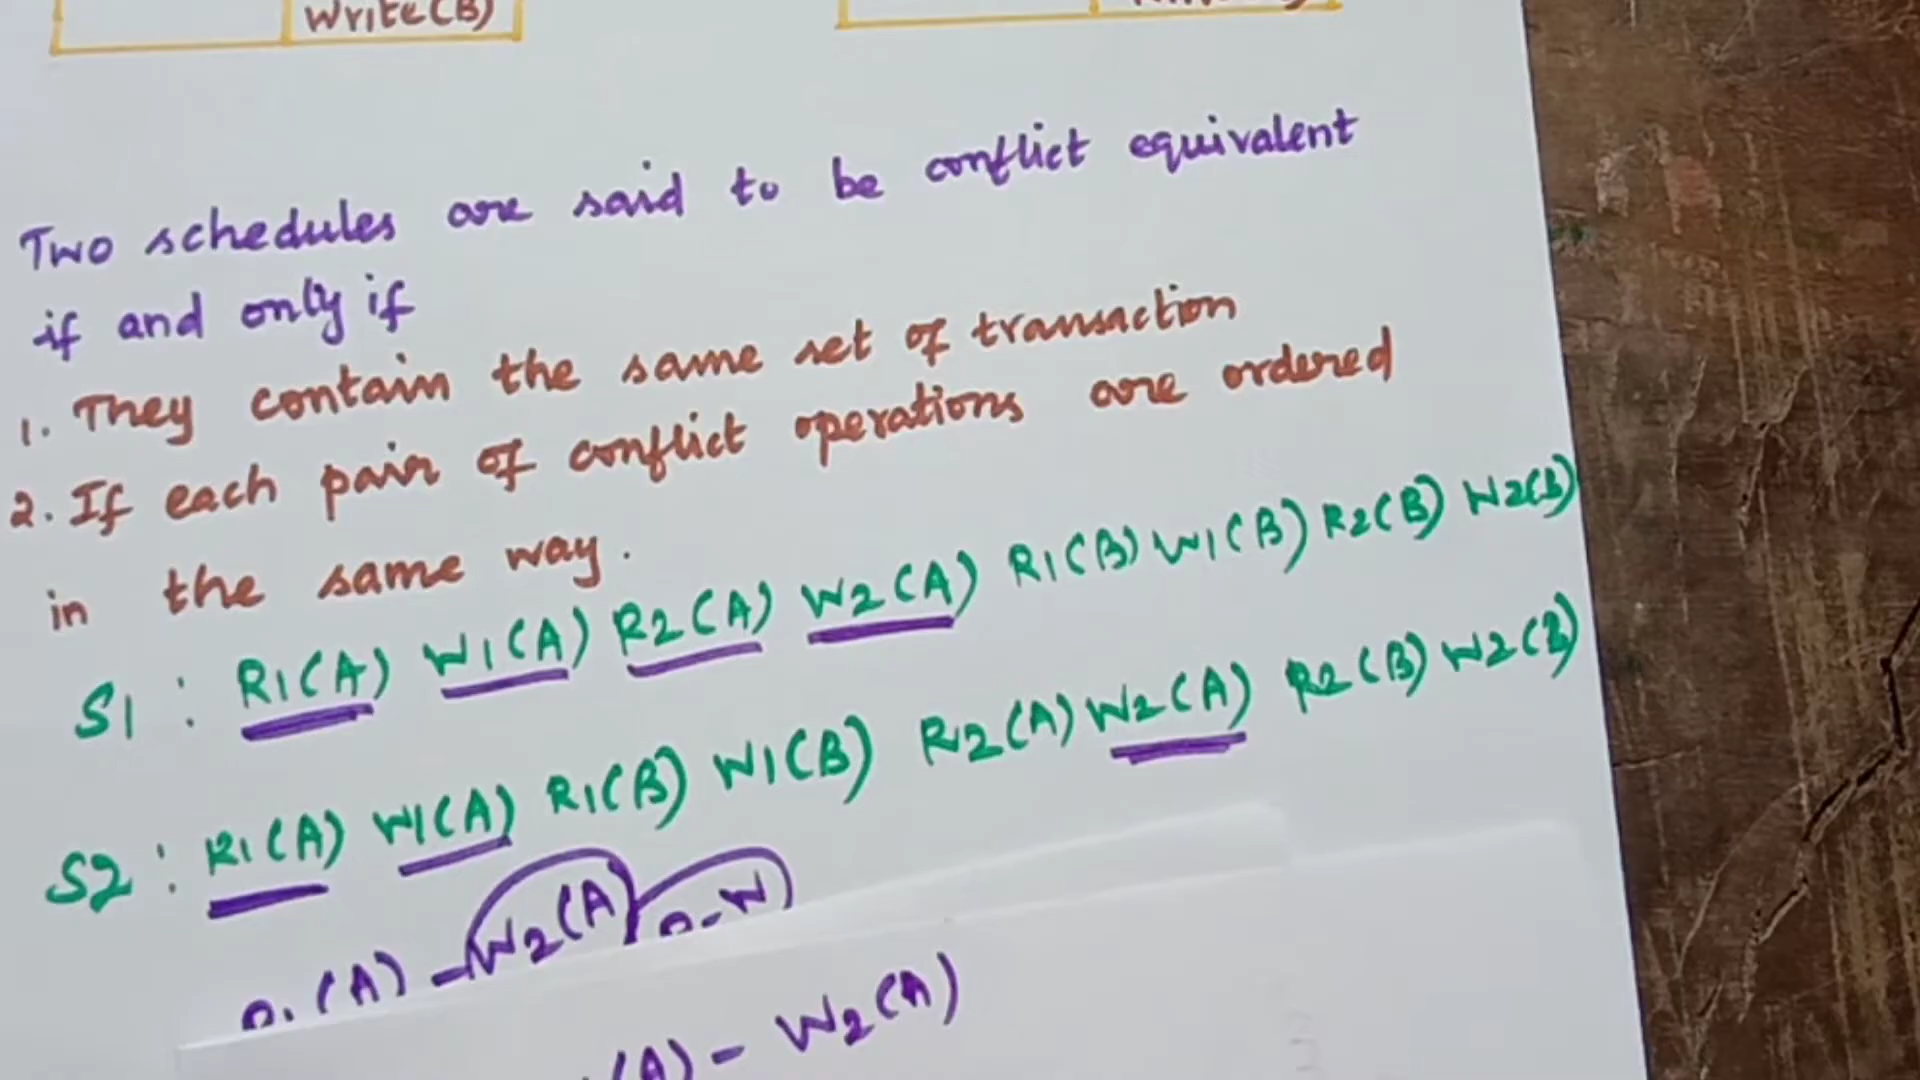 Write(B)
Two schedules are said to be conflict equivalent
if and only if
1. They contain the same set of transaction
2. If each pair of conflict operations are ordered
in the same way.
S1 : R1(A) W1(A) R2(A) W2(A) R1(B) W1(B) R2(B) W2(B)
S2 : R1(A) W1(A) R1(B) W1(B) R2(A) W2(A) R2(B) W2(B)
(A) - W2(A)
(A) - W2(A)